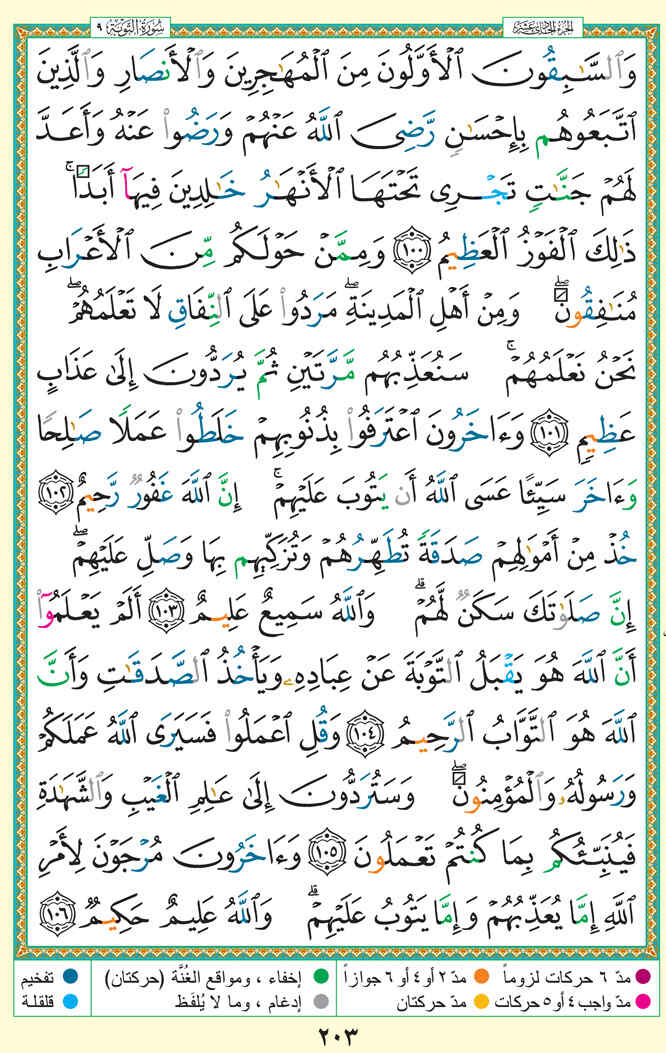 سُورَةُ التَّوْبَةِ ٩
الجزء الحادي عشر
وَٱلسَّـٰبِقُونَ ٱلْأَوَّلُونَ مِنَ ٱلْمُهَـٰجِرِينَ وَٱلْأَنصَارِ وَٱلَّذِينَ
ٱتَّبَعُوهُم بِإِحْسَـٰنٍ رَّضِىَ ٱللَّهُ عَنْهُمْ وَرَضُوا۟ عَنْهُ وَأَعَدَّ
لَهُمْ جَنَّـٰتٍ تَجْرِى تَحْتَهَا ٱلْأَنْهَـٰرُ خَـٰلِدِينَ فِيهَآ أَبَدًا ۚ
ذَٰلِكَ ٱلْفَوْزُ ٱلْعَظِيمُ ١٠٠ وَمِمَّنْ حَوْلَكُم مِّنَ ٱلْأَعْرَابِ
مُنَـٰفِقُونَ ۖ وَمِنْ أَهْلِ ٱلْمَدِينَةِ ۖ مَرَدُوا۟ عَلَى ٱلنِّفَاقِ لَا تَعْلَمُهُمْ ۖ
نَحْنُ نَعْلَمُهُمْ ۚ سَنُعَذِّبُهُم مَّرَّتَيْنِ ثُمَّ يُرَدُّونَ إِلَىٰ عَذَابٍ
عَظِيمٍ ١٠١ وَءَاخَرُونَ ٱعْتَرَفُوا۟ بِذُنُوبِهِمْ خَلَطُوا۟ عَمَلًا صَـٰلِحًا
وَءَاخَرَ سَيِّئًا عَسَى ٱللَّهُ أَن يَتُوبَ عَلَيْهِمْ ۚ إِنَّ ٱللَّهَ غَفُورٌ رَّحِيمٌ ١٠٢
خُذْ مِنْ أَمْوَٰلِهِمْ صَدَقَةً تُطَهِّرُهُمْ وَتُزَكِّيهِم بِهَا وَصَلِّ عَلَيْهِمْ ۖ
إِنَّ صَلَوٰتَكَ سَكَنٌ لَّهُمْ ۗ وَٱللَّهُ سَمِيعٌ عَلِيمٌ ١٠٣ أَلَمْ يَعْلَمُوٓا۟
أَنَّ ٱللَّهَ هُوَ يَقْبَلُ ٱلتَّوْبَةَ عَنْ عِبَادِهِۦ وَيَأْخُذُ ٱلصَّدَقَـٰتِ وَأَنَّ
ٱللَّهَ هُوَ ٱلتَّوَّابُ ٱلرَّحِيمُ ١٠٤ وَقُلِ ٱعْمَلُوا۟ فَسَيَرَى ٱللَّهُ عَمَلَكُمْ
وَرَسُولُهُۥ وَٱلْمُؤْمِنُونَ ۖ وَسَتُرَدُّونَ إِلَىٰ عَـٰلِمِ ٱلْغَيْبِ وَٱلشَّهَـٰدَةِ
فَيُنَبِّئُكُم بِمَا كُنتُمْ تَعْمَلُونَ ١٠٥ وَءَاخَرُونَ مُرْجَوْنَ لِأَمْرِ
ٱللَّهِ إِمَّا يُعَذِّبُهُمْ وَإِمَّا يَتُوبُ عَلَيْهِمْ ۗ وَٱللَّهُ عَلِيمٌ حَكِيمٌ ١٠٦
مدّ ٦ حركات لزوماً مدّ ٢ أو ٤ أو ٦ جوازاً إخفاء ، ومواقع الغُنَّة (حركتان) تفخيم
مدّ واجب ٤ أو ٥ حركات مدّ حركتان إدغام ، وما لا يُلفَظ قلقلة
٢٠٣